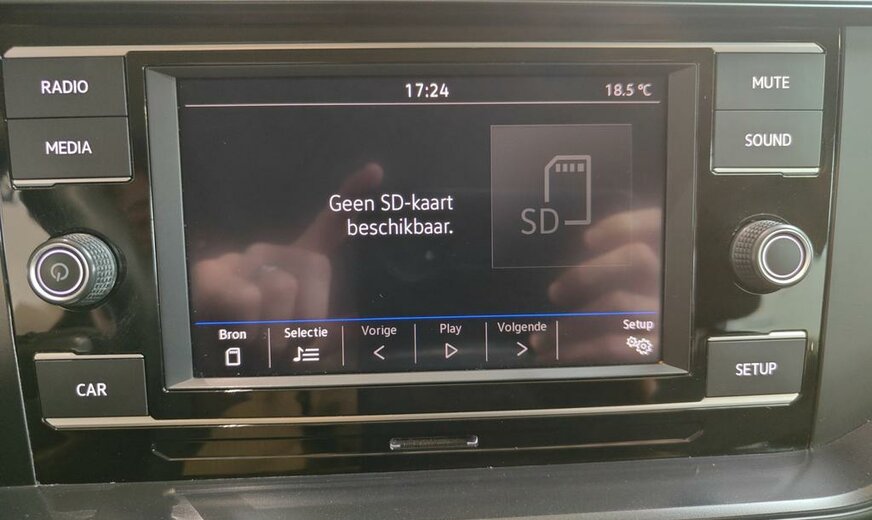 17:24 18.5 °C
RADIO
MUTE
MEDIA
SOUND
Geen SD-kaart
beschikbaar.
SD
Bron Selectie Vorige Play Volgende Setup
CAR
SETUP